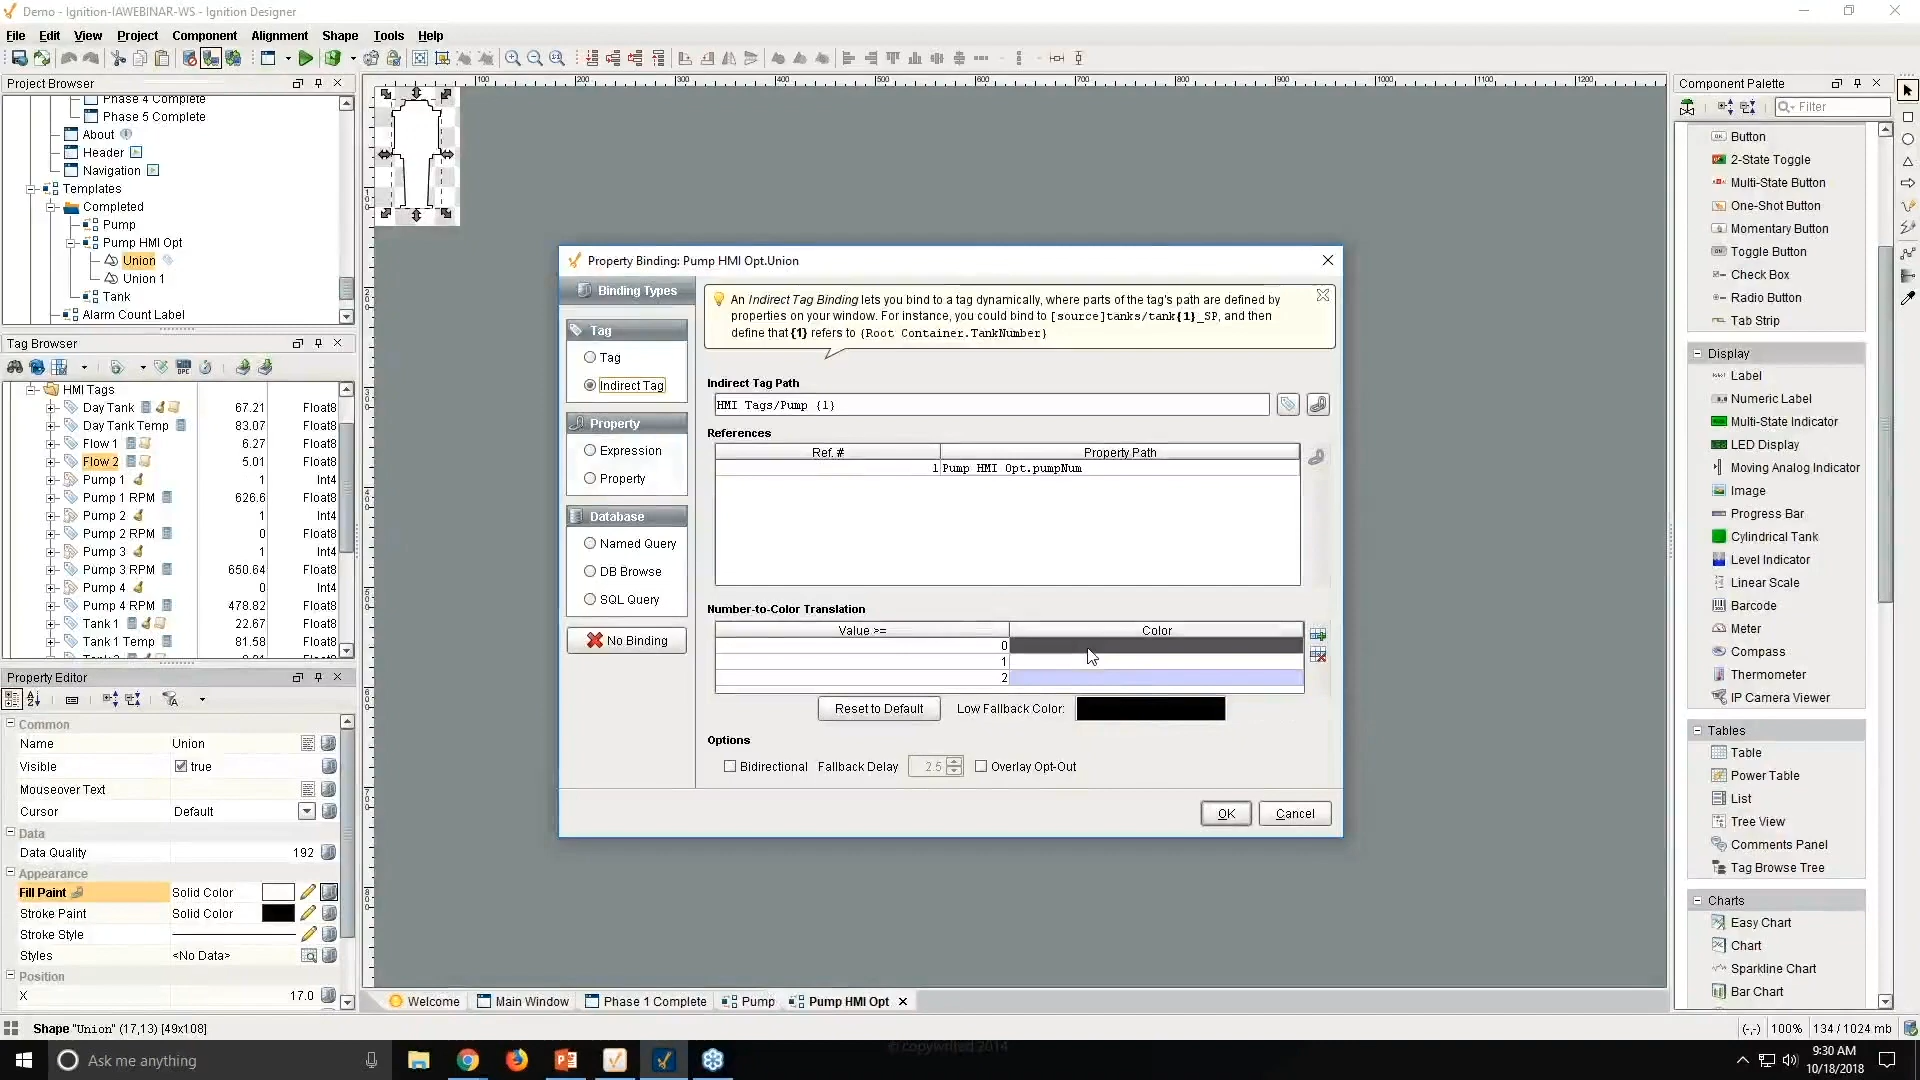 Demo - Ignition-IAWEBINAR-WS - Ignition Designer
File Edit View Project Component Alignment Shape Tools Help
Project Browser
Phase 4 Complete
Phase 5 Complete
About
Header
Navigation
Templates
Completed
Pump
Pump HMI Opt
Union
Union 1
Tank
Alarm Count Label
Tag Browser
HMI Tags
Day Tank 67.21 Float8
Day Tank Temp 83.07 Float8
Flow 1 6.27 Float8
Flow 2 5.01 Float8
Pump 1 1 Int4
Pump 1 RPM 626.6 Float8
Pump 2 1 Int4
Pump 2 RPM 0 Float8
Pump 3 1 Int4
Pump 3 RPM 650.64 Float8
Pump 4 0 Int4
Pump 4 RPM 478.82 Float8
Tank 1 22.67 Float8
Tank 1 Temp 81.58 Float8
Property Editor
Common
Name Union
Visible true
Mouseover Text
Cursor Default
Data
Data Quality 192
Appearance
Fill Paint Solid Color
Stroke Paint Solid Color
Stroke Style
Styles <No Data>
Position
X 17.0
100 200 300 400 500 600 700 800 900 1000 1100 1200
Property Binding: Pump HMI Opt.Union
Binding Types
Tag
Tag
Indirect Tag
Property
Expression
Property
Database
Named Query
DB Browse
SQL Query
No Binding
An Indirect Tag Binding lets you bind to a tag dynamically, where parts of the tag's path are defined by
properties on your window. For instance, you could bind to [source]tanks/tank{1}_SP, and then
define that {1} refers to {Root Container.TankNumber}
Indirect Tag Path
HMI Tags/Pump {1}
References
Ref. # Property Path
1 Pump HMI Opt.pumpNum
Number-to-Color Translation
Value >= Color
0
1
2
Reset to Default Low Fallback Color:
Options
Bidirectional Fallback Delay 2.5 Overlay Opt-Out
OK Cancel
Welcome Main Window Phase 1 Complete Pump Pump HMI Opt
Component Palette
Filter
Button
2-State Toggle
Multi-State Button
One-Shot Button
Momentary Button
Toggle Button
Check Box
Radio Button
Tab Strip
Display
Label
Numeric Label
Multi-State Indicator
LED Display
Moving Analog Indicator
Image
Progress Bar
Cylindrical Tank
Level Indicator
Linear Scale
Barcode
Meter
Compass
Thermometer
IP Camera Viewer
Tables
Table
Power Table
List
Tree View
Comments Panel
Tag Browse Tree
Charts
Easy Chart
Chart
Sparkline Chart
Bar Chart
Shape "Union" (17,13) [49x108]
(-,-) 100% 134 / 1024 mb
Ask me anything
© copywrited 2014
9:30 AM
10/18/2018